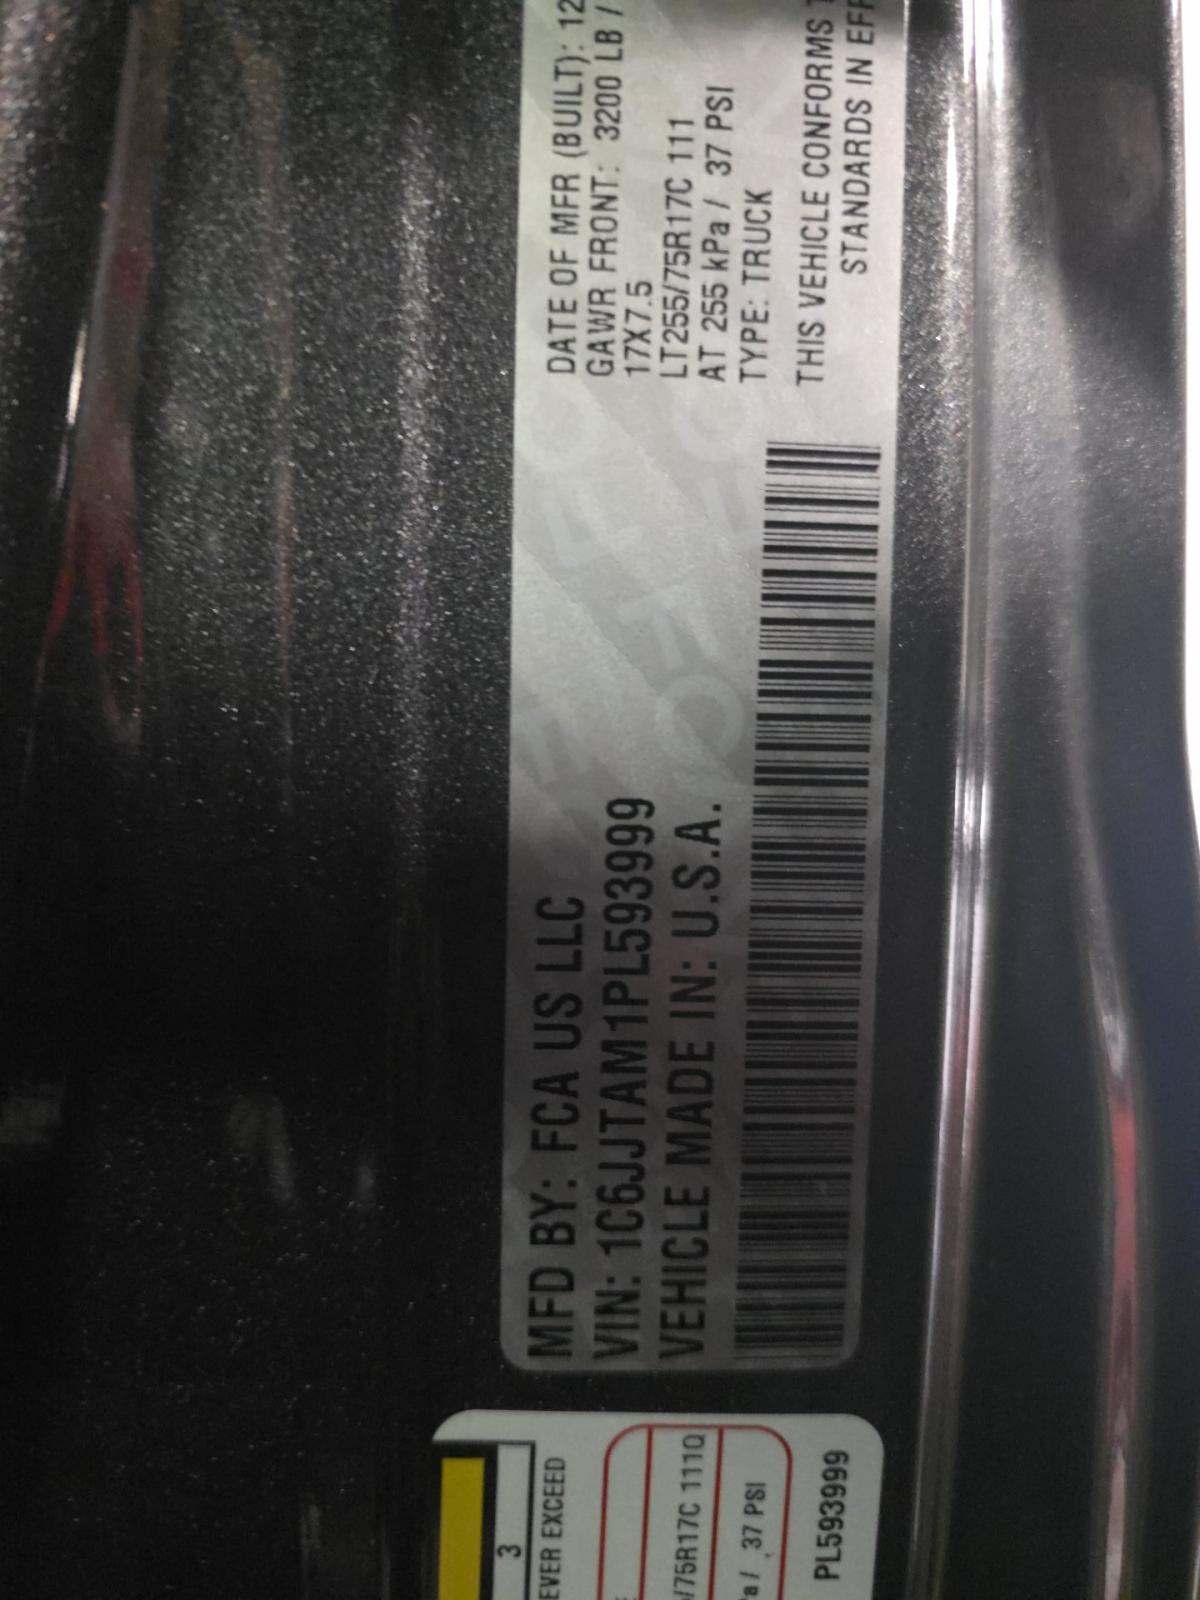 MFD BY: FCA US LLC
VIN: 1C6JJTAM1PL593999
VEHICLE MADE IN: U.S.A.
DATE OF MFR (BUILT): 12
GAWR FRONT: 3200 LB /
17X7.5
LT255/75R17C 111
AT 255 kPa / 37 PSI
TYPE: TRUCK
THIS VEHICLE CONFORMS T
STANDARDS IN EFF
3
EVER EXCEED
/75R17C 111Q
Pa / , 37 PSI
PL593999